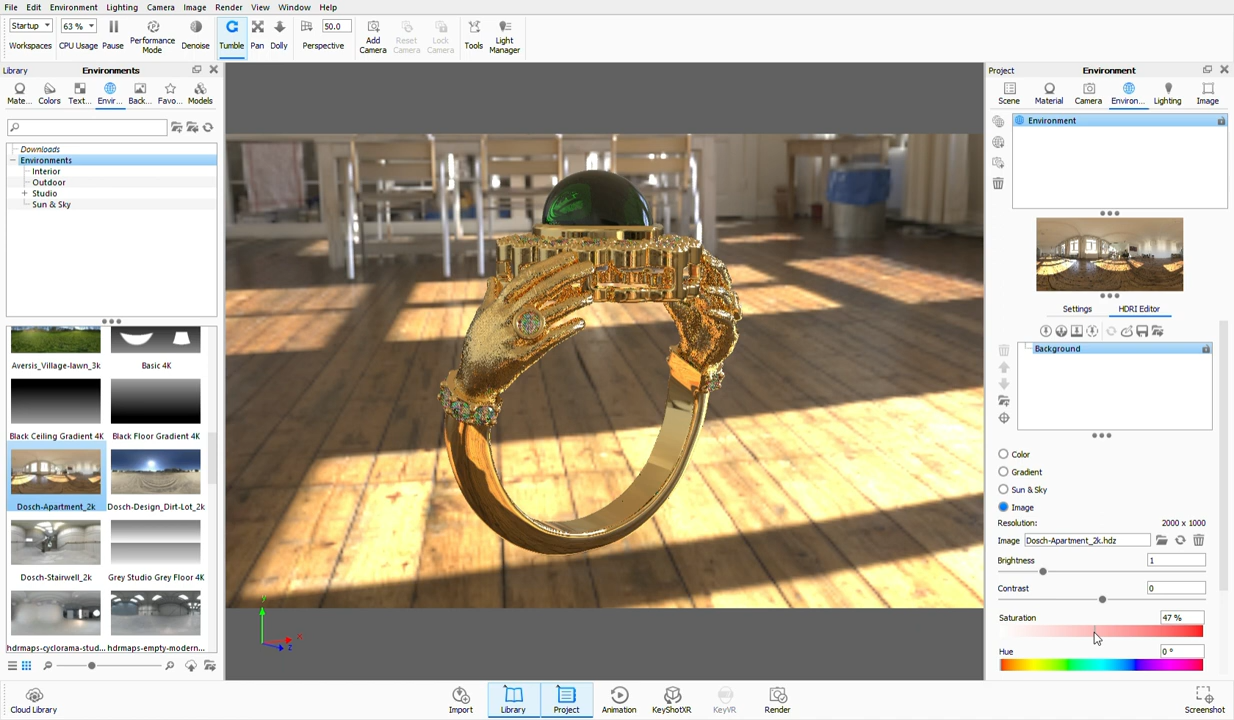 File Edit Environment Lighting Camera Image Render View Window Help
Startup 63 % 50.0
Workspaces CPU Usage Pause Performance Mode Denoise Tumble Pan Dolly Perspective Add Camera Reset Camera Lock Camera Tools Light Manager
Library Environments
Mate... Colors Text... Envir... Back... Favo... Models
Downloads
Environments
Interior
Outdoor
Studio
Sun & Sky
Aversis_Village-lawn_3k Basic 4K
Black Ceiling Gradient 4K Black Floor Gradient 4K
Dosch-Apartment_2k Dosch-Design_Dirt-Lot_2k
Dosch-Stairwell_2k Grey Studio Grey Floor 4K
hdrmaps-cyclorama-stud... hdrmaps-empty-modern...
Y
X
Z
Project Environment
Scene Material Camera Environ... Lighting Image
Environment
Settings HDRI Editor
Background
Color
Gradient
Sun & Sky
Image
Resolution: 2000 x 1000
Image Dosch-Apartment_2k.hdz
Brightness 1
Contrast 0
Saturation 47 %
Hue 0 °
Cloud Library Import Library Project Animation KeyShotXR KeyVR Render Screenshot